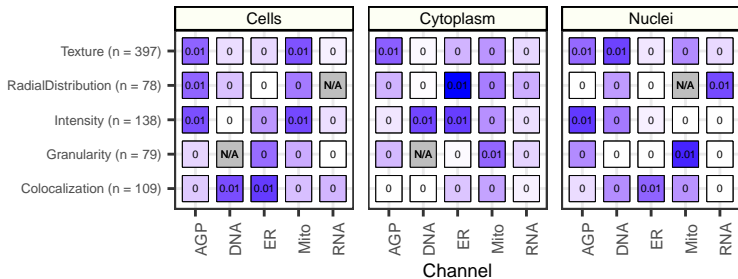 Cells Cytoplasm Nuclei
Texture (n = 397) 0.01 0 0 0.01 0 0.01 0 0 0 0 0.01 0.01 0 0 0
RadialDistribution (n = 78) 0.01 0 0 0 N/A 0 0 0.01 0 0 0 0 0 N/A 0.01
Intensity (n = 138) 0.01 0 0 0.01 0 0 0.01 0.01 0 0 0.01 0 0 0 0
Granularity (n = 79) 0 N/A 0 0 0 0 N/A 0 0.01 0 0 0 0 0.01 0
Colocalization (n = 109) 0 0.01 0.01 0 0 0 0 0 0 0 0 0 0.01 0 0
AGP DNA ER Mito RNA AGP DNA ER Mito RNA AGP DNA ER Mito RNA
Channel